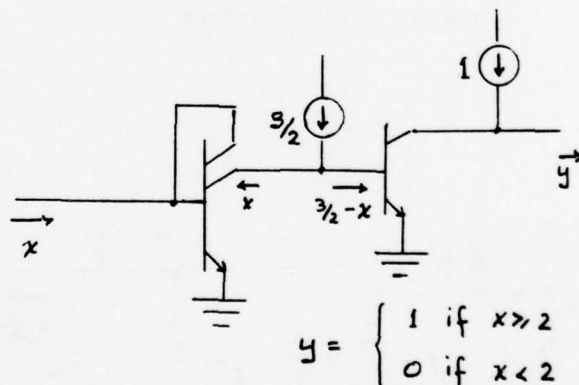 1
3/2
x
x
3/2 - x
y
y = { 1 if x ⩾ 2
0 if x < 2